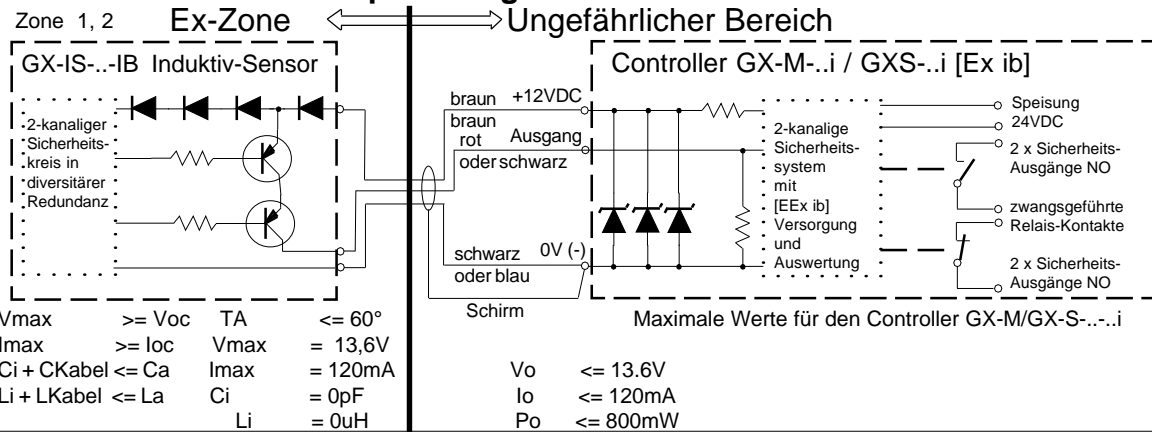 Zone 1, 2
Ex-Zone
Ungefährlicher Bereich
GX-IS-..-IB Induktiv-Sensor
2-kanaliger
Sicherheits-
kreis in
diversitärer
Redundanz
braun +12VDC
braun
rot Ausgang
oder schwarz
schwarz 0V (-)
oder blau
Schirm
Controller GX-M-..i / GXS-..i [Ex ib]
2-kanalige
Sicherheits-
system
mit
[EEx ib]
Versorgung
und
Auswertung
Speisung
24VDC
2 x Sicherheits-
Ausgänge NO
zwangsgeführte
Relais-Kontakte
2 x Sicherheits-
Ausgänge NO
Maximale Werte für den Controller GX-M/GX-S-..-..i
Vmax >= Voc TA <= 60°
Imax >= Ioc Vmax = 13,6V
Ci + CKabel <= Ca Imax = 120mA
Li + LKabel <= La Ci = 0pF
Li = 0uH
Vo <= 13.6V
Io <= 120mA
Po <= 800mW